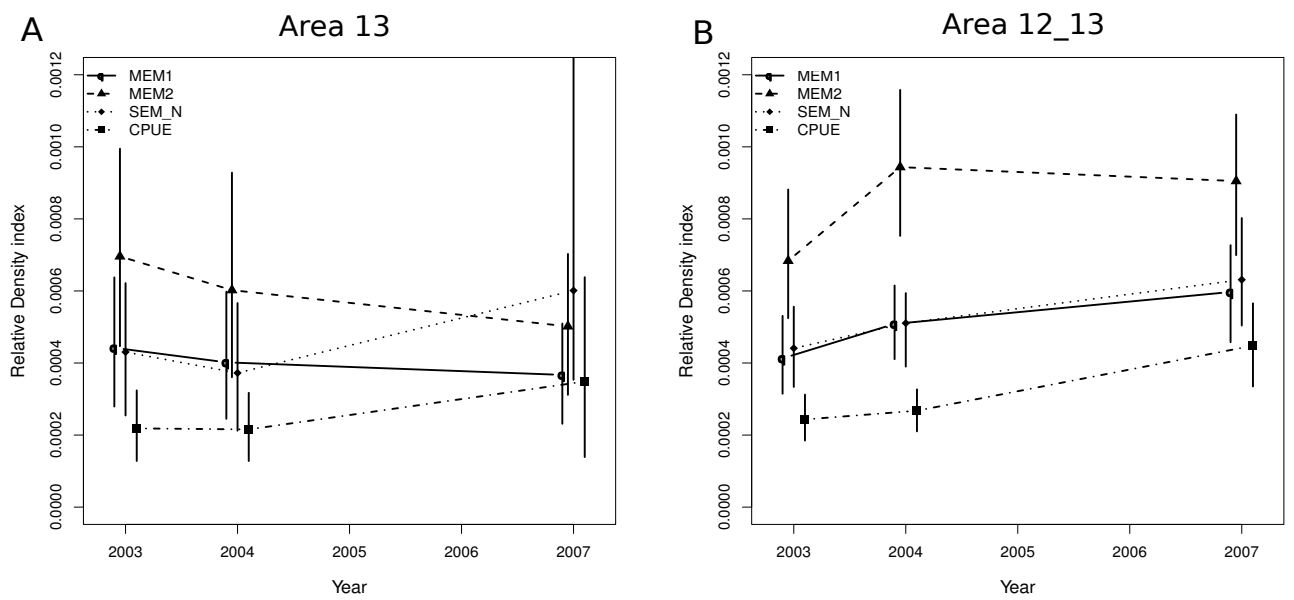 A
Area 13
MEM1
MEM2
SEM_N
CPUE
Relative Density index
0.0012
0.0010
0.0008
0.0006
0.0004
0.0002
0.0000
2003 2004 2005 2006 2007
Year
B
Area 12_13
MEM1
MEM2
SEM_N
CPUE
Relative Density index
0.0012
0.0010
0.0008
0.0006
0.0004
0.0002
0.0000
2003 2004 2005 2006 2007
Year